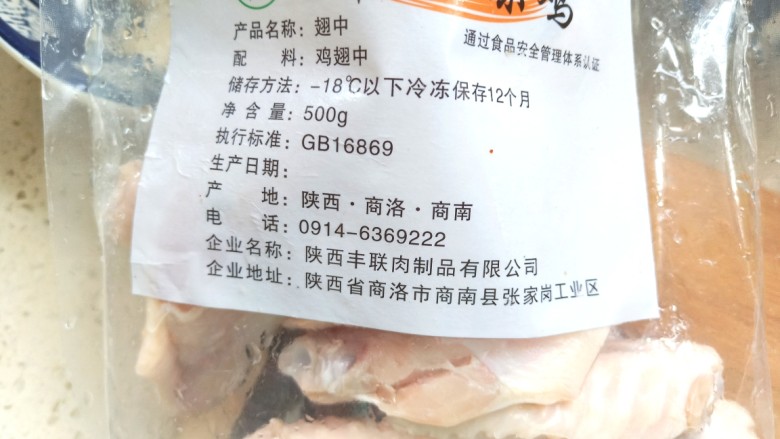 产品名称：翅中
通过食品安全管理体系认证
配 料：鸡翅中
储存方法：-18℃以下冷冻保存12个月
净 含 量：500g
执行标准：GB16869
生产日期：
产 地：陕西·商洛·商南
电 话：0914-6369222
企业名称：陕西丰联肉制品有限公司
企业地址：陕西省商洛市商南县张家岗工业区